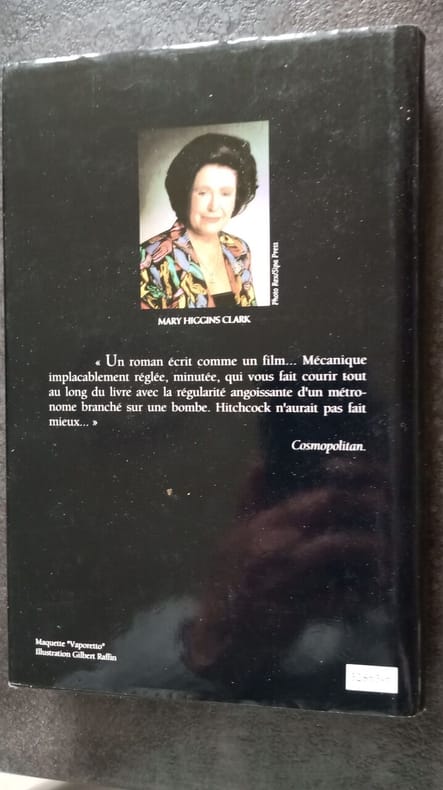 Photo Rex/Sipa Press
MARY HIGGINS CLARK
« Un roman écrit comme un film... Mécanique
implacablement réglée, minutée, qui vous fait courir tout
au long du livre avec la régularité angoissante d'un métro-
nome branché sur une bombe. Hitchcock n'aurait pas fait
mieux... »
Cosmopolitan.
Maquette "Vaporetto"
Illustration Gilbert Raffin